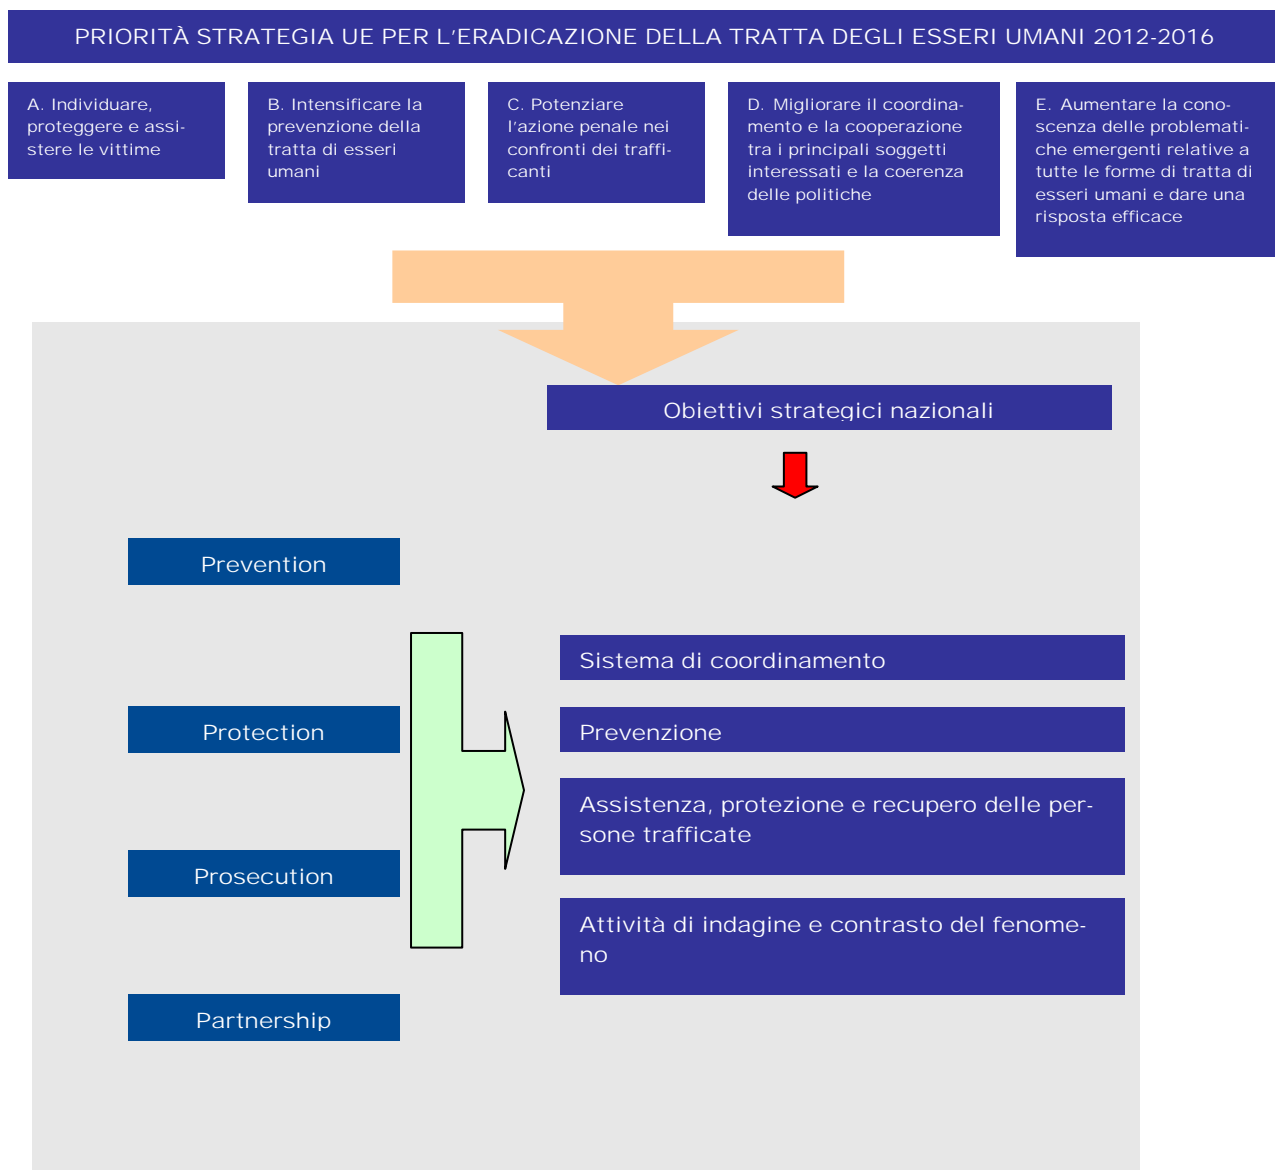 PRIORITÀ STRATEGIA UE PER L'ERADICAZIONE DELLA TRATTA DEGLI ESSERI UMANI 2012-2016
A. Individuare,
proteggere e assi-
stere le vittime
B. Intensificare la
prevenzione della
tratta di esseri
umani
C. Potenziare
l'azione penale nei
confronti dei traffi-
canti
D. Migliorare il coordina-
mento e la cooperazione
tra i principali soggetti
interessati e la coerenza
delle politiche
E. Aumentare la cono-
scenza delle problemati-
che emergenti relative a
tutte le forme di tratta di
esseri umani e dare una
risposta efficace
Obiettivi strategici nazionali
Prevention
Protection
Prosecution
Partnership
Sistema di coordinamento
Prevenzione
Assistenza, protezione e recupero delle per-
sone trafficate
Attività di indagine e contrasto del fenome-
no